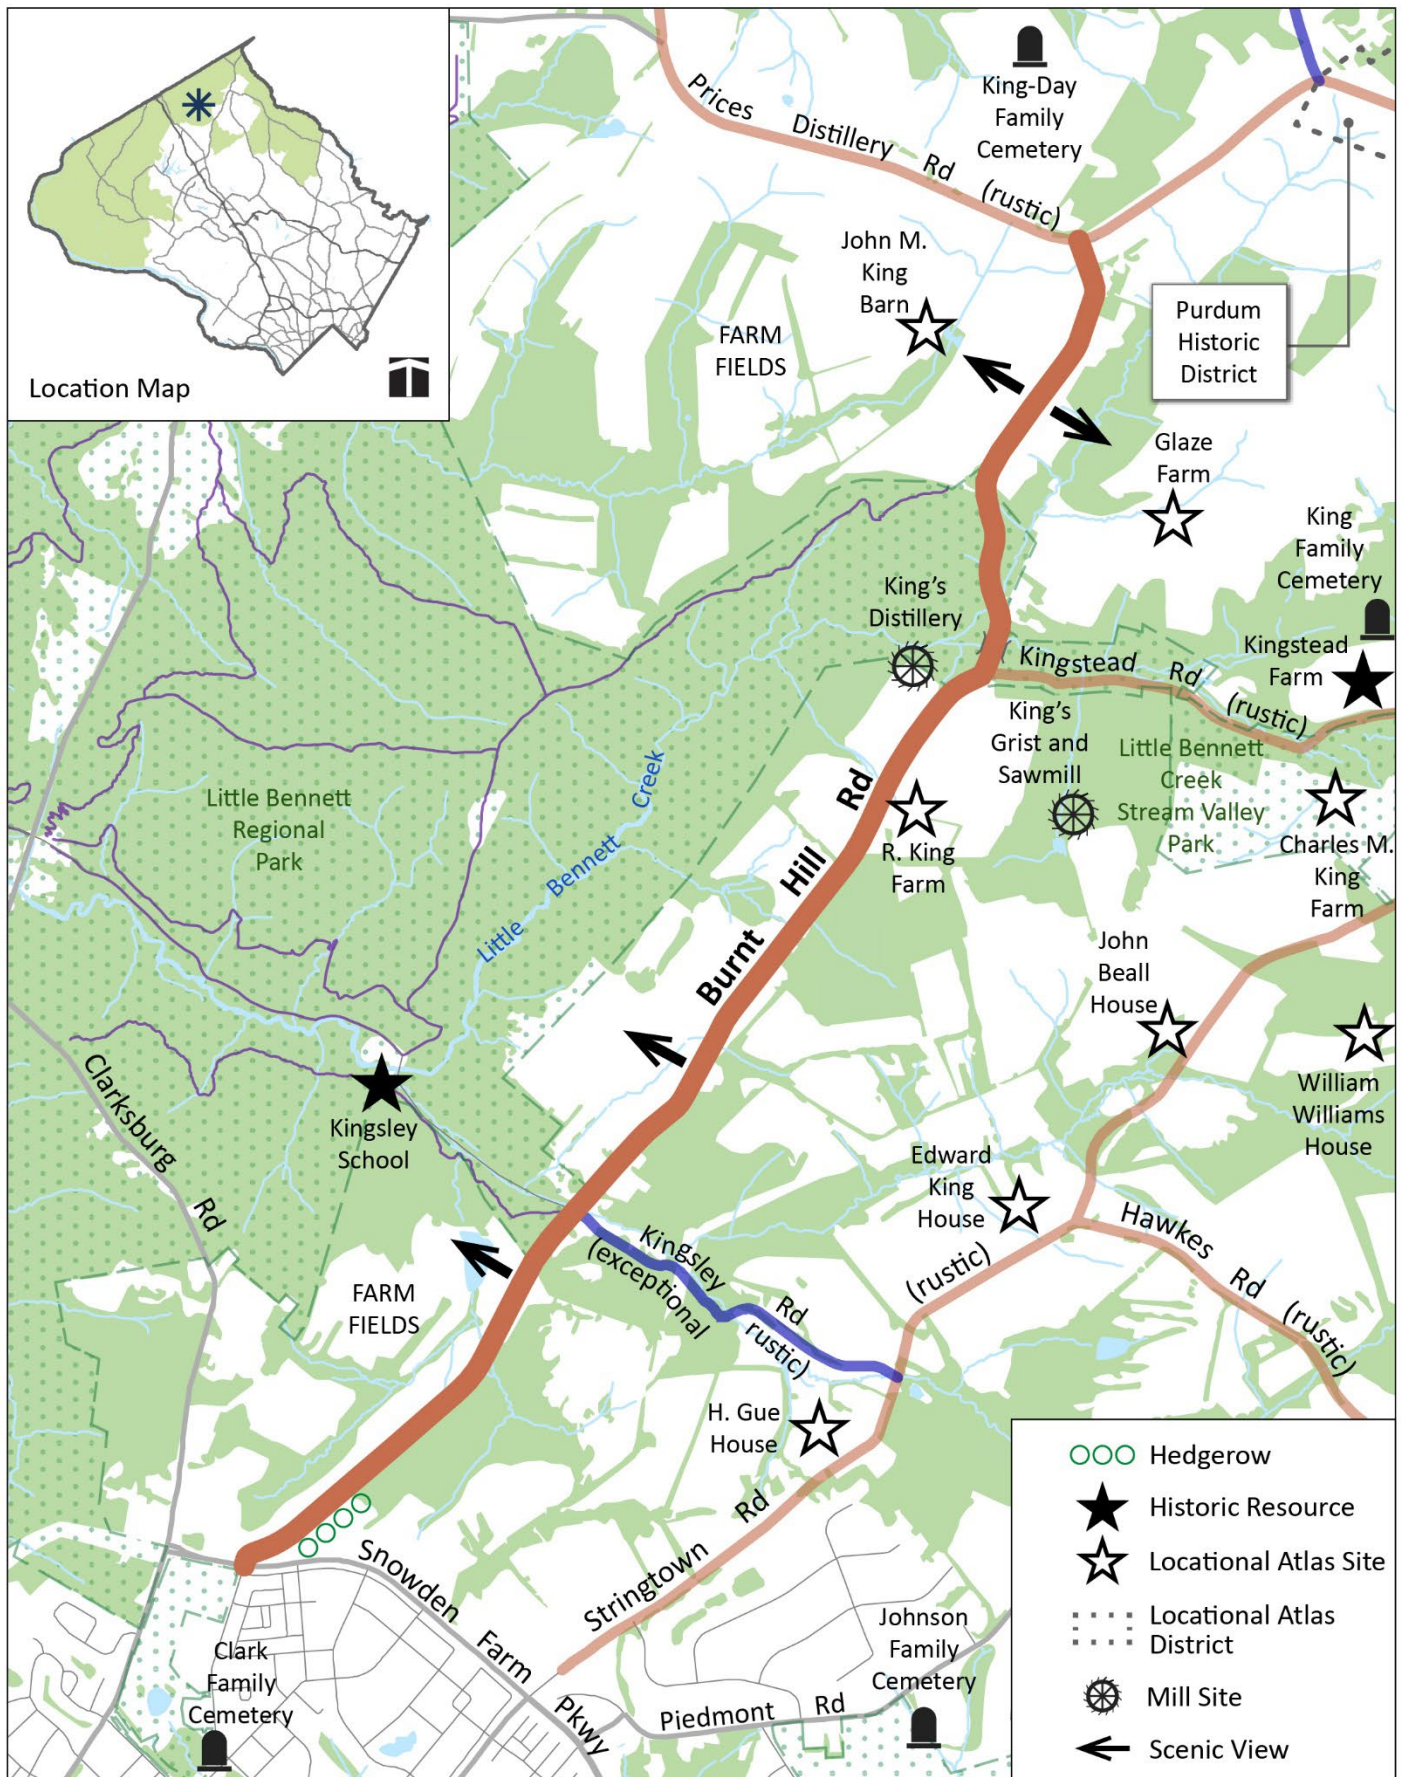 Location Map
Prices Distillery Rd (rustic)
King-Day
Family
Cemetery
John M.
King
Barn
FARM
FIELDS
Purdum
Historic
District
Glaze
Farm
King
Family
Cemetery
King's
Distillery
Kingstead Rd (rustic)
Kingstead
Farm
King's
Grist and
Sawmill
Little Bennett
Creek
Stream Valley
Park
Little Bennett
Regional
Park
Little Bennett Creek
Burnt Hill Rd
R. King
Farm
Charles M.
King
Farm
John
Beall
House
William
Williams
House
Clarksburg Rd
Kingsley
School
Edward
King
House
Hawkes Rd (rustic)
Kingsley Rd
(exceptional rustic)
FARM
FIELDS
H. Gue
House
Stringtown Rd (rustic)
Snowden Farm Pkwy
Clark
Family
Cemetery
Johnson
Family
Cemetery
Piedmont Rd
Hedgerow
Historic Resource
Locational Atlas Site
Locational Atlas
District
Mill Site
Scenic View